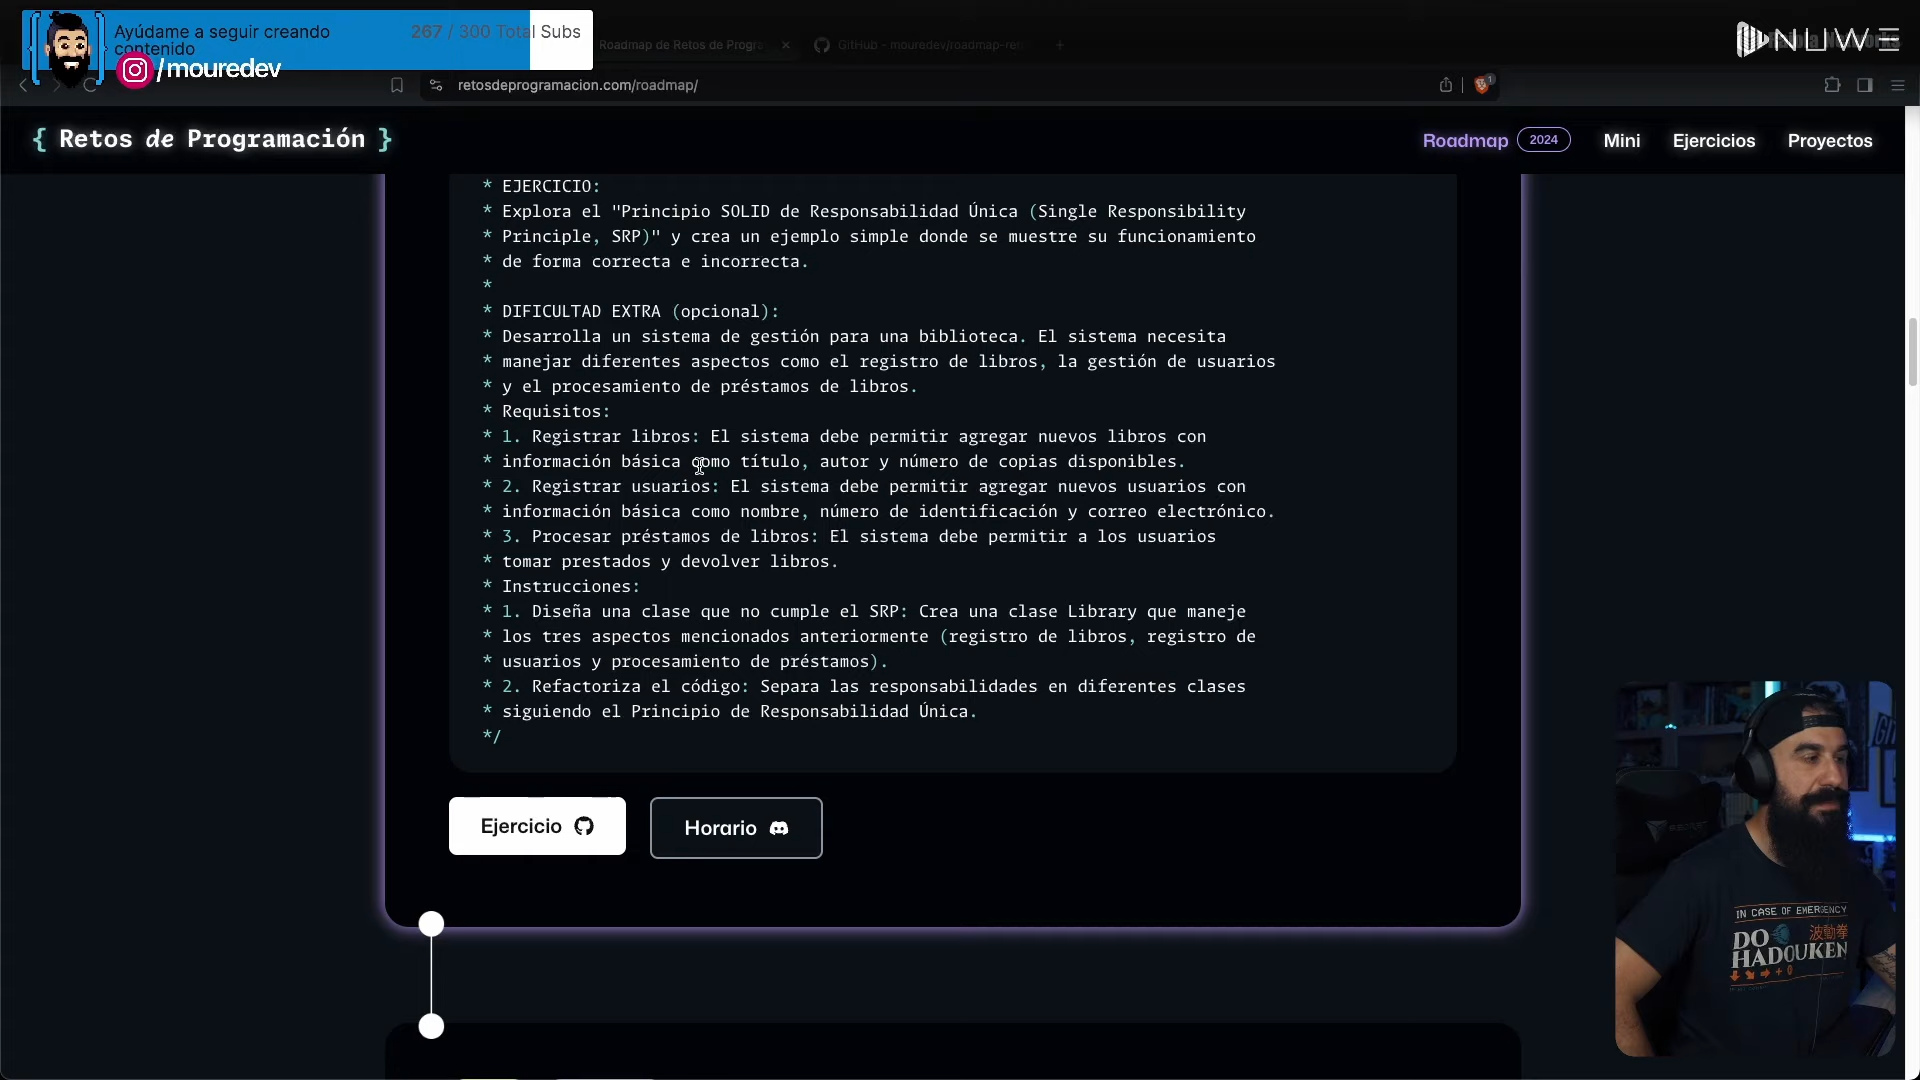 Ayúdame a seguir creando
contenido
267 / 300 Total Subs
/mouredev
Roadmap de Retos de Progra
GitHub - mouredev/roadmap-ret
NUW
retosdeprogramacion.com/roadmap/
1
{ Retos de Programación }
Roadmap 2024 Mini Ejercicios Proyectos
* EJERCICIO:
* Explora el "Principio SOLID de Responsabilidad Única (Single Responsibility
* Principle, SRP)" y crea un ejemplo simple donde se muestre su funcionamiento
* de forma correcta e incorrecta.
*
* DIFICULTAD EXTRA (opcional):
* Desarrolla un sistema de gestión para una biblioteca. El sistema necesita
* manejar diferentes aspectos como el registro de libros, la gestión de usuarios
* y el procesamiento de préstamos de libros.
* Requisitos:
* 1. Registrar libros: El sistema debe permitir agregar nuevos libros con
* información básica como título, autor y número de copias disponibles.
* 2. Registrar usuarios: El sistema debe permitir agregar nuevos usuarios con
* información básica como nombre, número de identificación y correo electrónico.
* 3. Procesar préstamos de libros: El sistema debe permitir a los usuarios
* tomar prestados y devolver libros.
* Instrucciones:
* 1. Diseña una clase que no cumple el SRP: Crea una clase Library que maneje
* los tres aspectos mencionados anteriormente (registro de libros, registro de
* usuarios y procesamiento de préstamos).
* 2. Refactoriza el código: Separa las responsabilidades en diferentes clases
* siguiendo el Principio de Responsabilidad Única.
*/
Ejercicio
Horario
IN CASE OF EMERGENCY
DO 波動拳
HADOUKEN